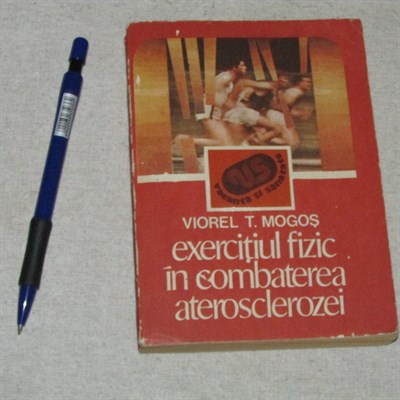 VIOREL T. MOGOȘ
exercițiul fizic
în combaterea
aterosclerozei